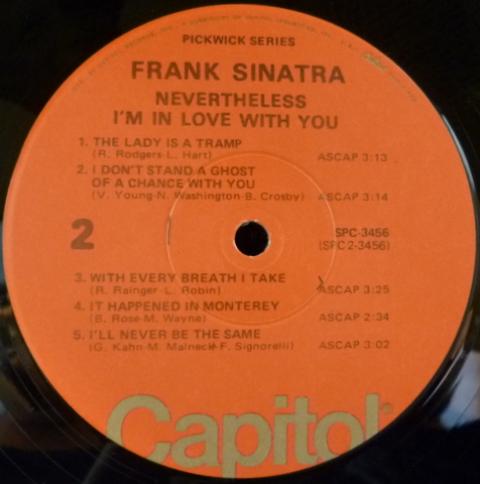 PICKWICK SERIES
FRANK SINATRA
NEVERTHELESS
I'M IN LOVE WITH YOU
1. THE LADY IS A TRAMP
(R. Rodgers-L. Hart) ASCAP 3:13
2. I DON'T STAND A GHOST
OF A CHANCE WITH YOU
(V. Young-N. Washington-B. Crosby) ASCAP 3:14
2
SPC-3456
(SPC 2-3456)
3. WITH EVERY BREATH I TAKE
(R. Rainger-L. Robin) ASCAP 3:25
4. IT HAPPENED IN MONTEREY
(B. Rose-M. Wayne) ASCAP 2:34
5. I'LL NEVER BE THE SAME
(G. Kahn-M. Malneck-F. Signorelli) ASCAP 3:02
Capitol